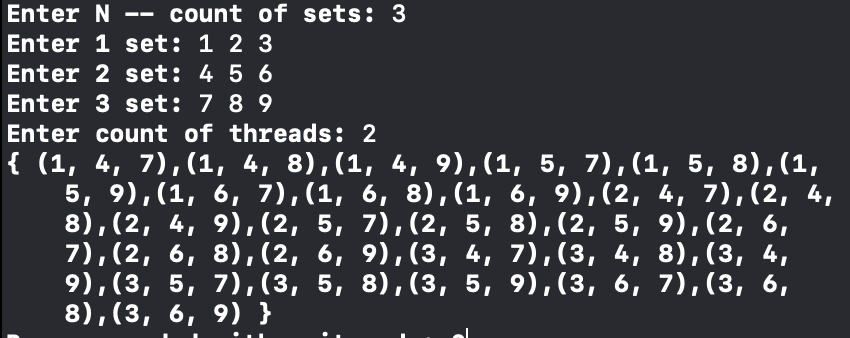 Enter N -- count of sets: 3
Enter 1 set: 1 2 3
Enter 2 set: 4 5 6
Enter 3 set: 7 8 9
Enter count of threads: 2
{ (1, 4, 7),(1, 4, 8),(1, 4, 9),(1, 5, 7),(1, 5, 8),(1,
5, 9),(1, 6, 7),(1, 6, 8),(1, 6, 9),(2, 4, 7),(2, 4,
8),(2, 4, 9),(2, 5, 7),(2, 5, 8),(2, 5, 9),(2, 6,
7),(2, 6, 8),(2, 6, 9),(3, 4, 7),(3, 4, 8),(3, 4,
9),(3, 5, 7),(3, 5, 8),(3, 5, 9),(3, 6, 7),(3, 6,
8),(3, 6, 9) }